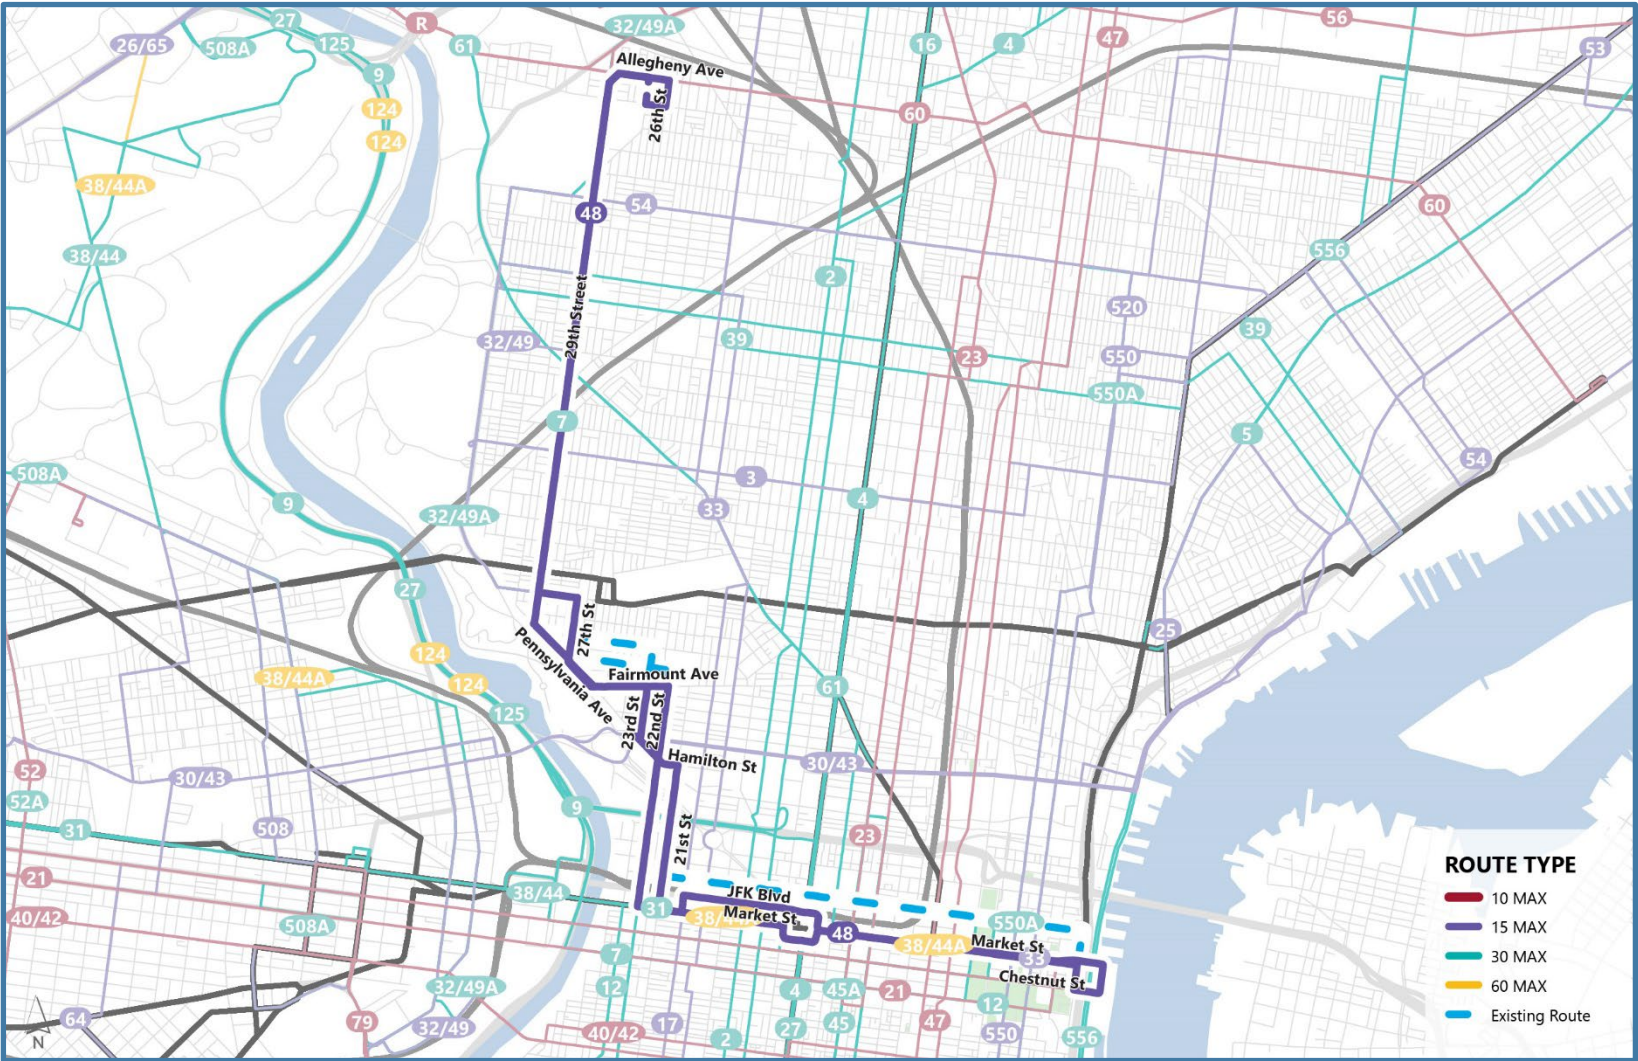 R
56
27
32/49A
47
26/65
508A
125
61
16
4
53
Allegheny Ave
9
124
60
26th St
124
38/44A
54
60
48
38/44
556
2
29th Street
520
39
32/49
39
550
23
550A
7
5
508A
3
54
9
4
33
32/49A
27
25
27th St
Pennsylvania Ave
124
38/44A
Fairmount Ave
124
61
125
23rd St
22nd St
Hamilton St
30/43
52
30/43
52A
9
31
508
23
21st St
21
38/44
JFK Blvd
31
38/44A
Market St
40/42
508A
550A
48
38/44A
Market St
7
33
Chestnut St
32/49A
12
4
45A
21
12
64
79
32/49
40/42
17
2
27
45
47
550
556
N
ROUTE TYPE
10 MAX
15 MAX
30 MAX
60 MAX
Existing Route